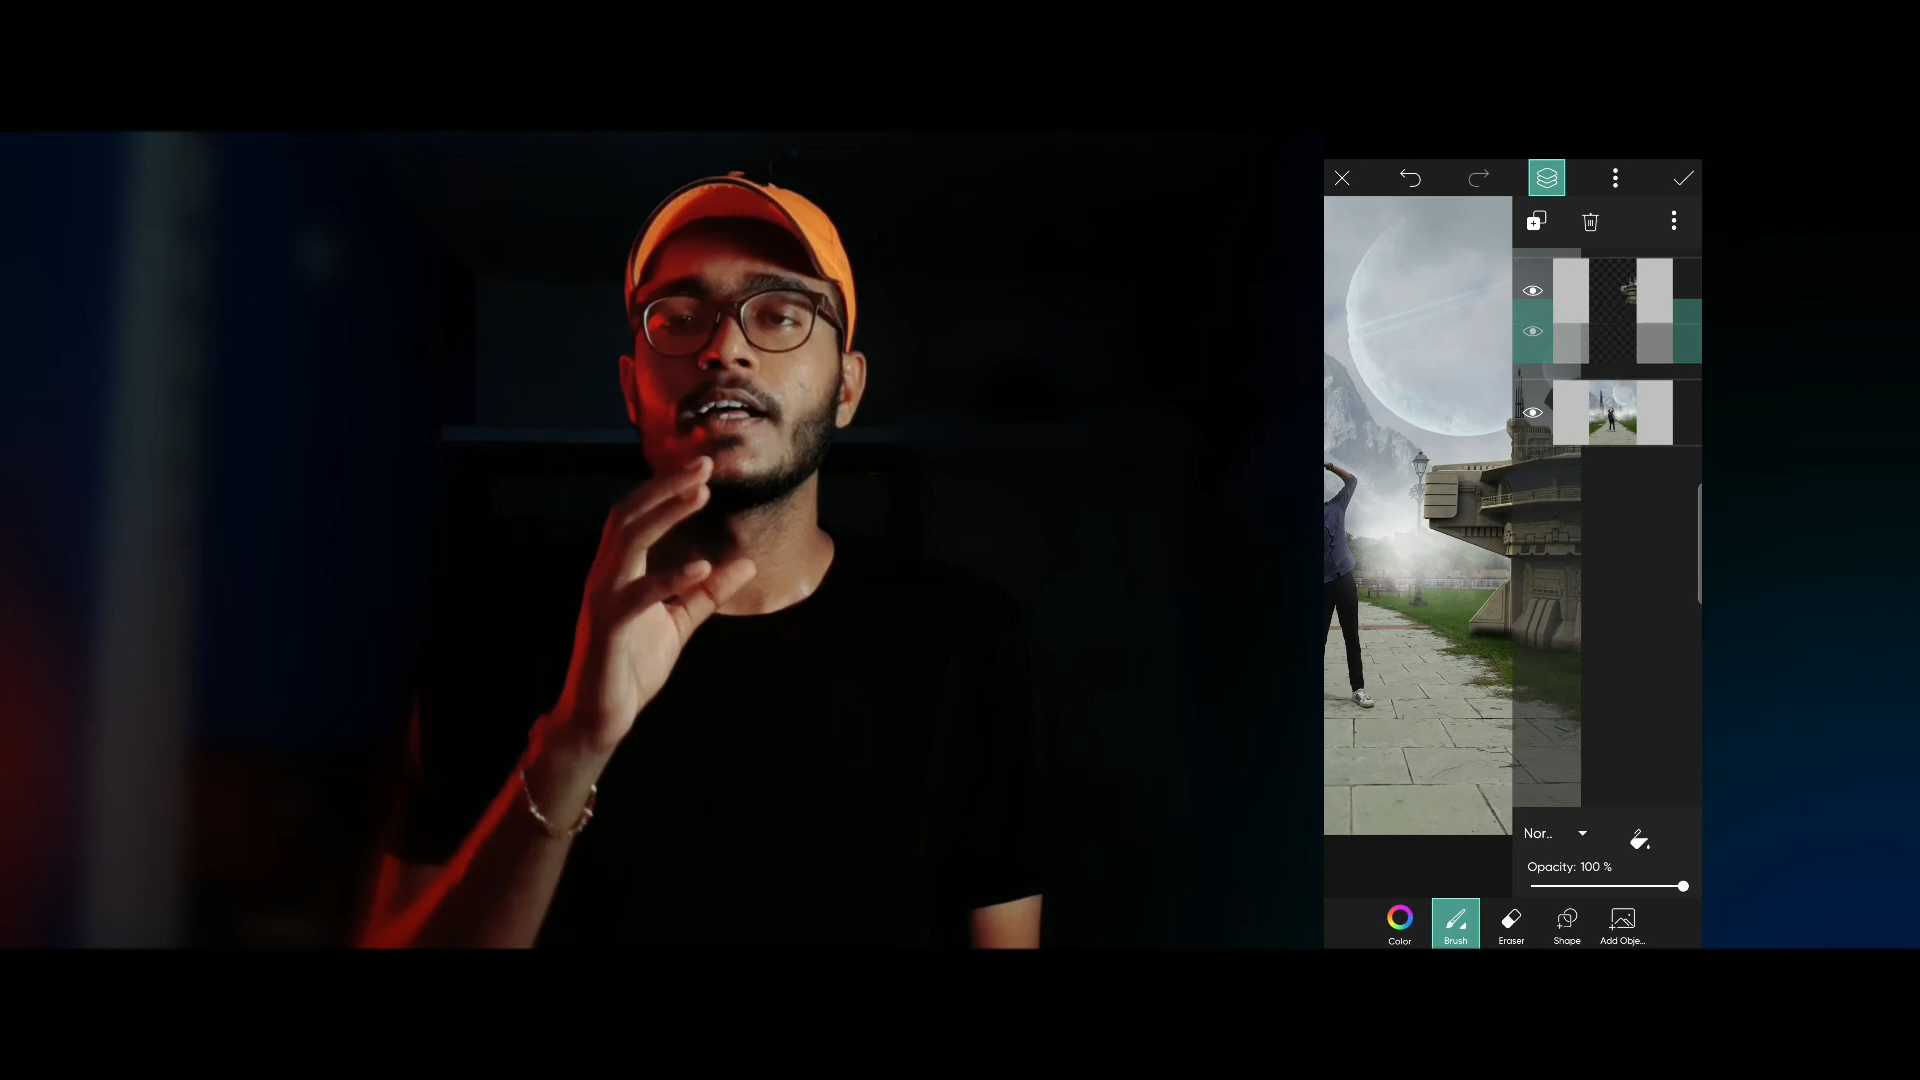 Nor..
Opacity: 100 %
Color
Brush
Eraser
Shape
Add Obje...